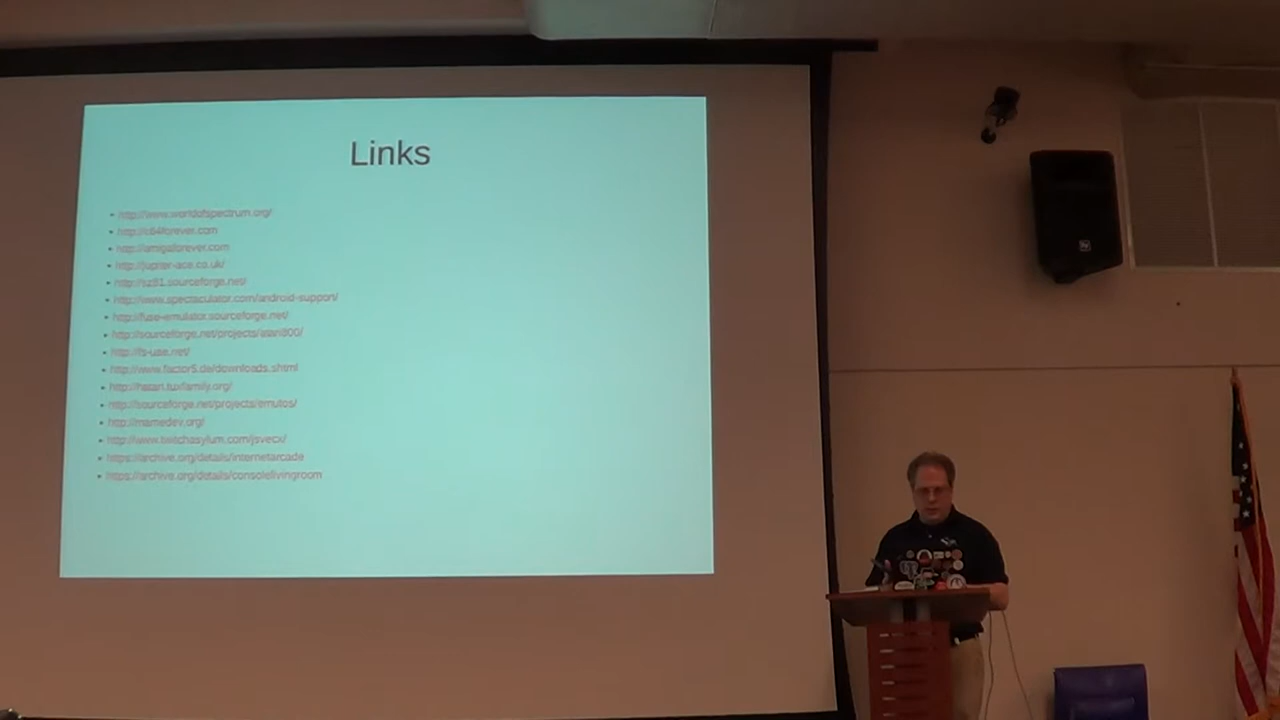 Links
http://www.worldofspectrum.org/
http://c64forever.com
http://amigaforever.com
http://jupiter-ace.co.uk/
http://sz81.sourceforge.net/
http://www.spectaculator.com/android-support/
http://fuse-emulator.sourceforge.net/
http://sourceforge.net/projects/atari800/
http://fs-uae.net/
http://www.factor5.de/downloads.shtml
http://hatari.tuxfamily.org/
http://sourceforge.net/projects/emutos/
http://mamedev.org/
http://www.twitchasylum.com/jsvecx/
https://archive.org/details/internetarcade
https://archive.org/details/consolelivingroom